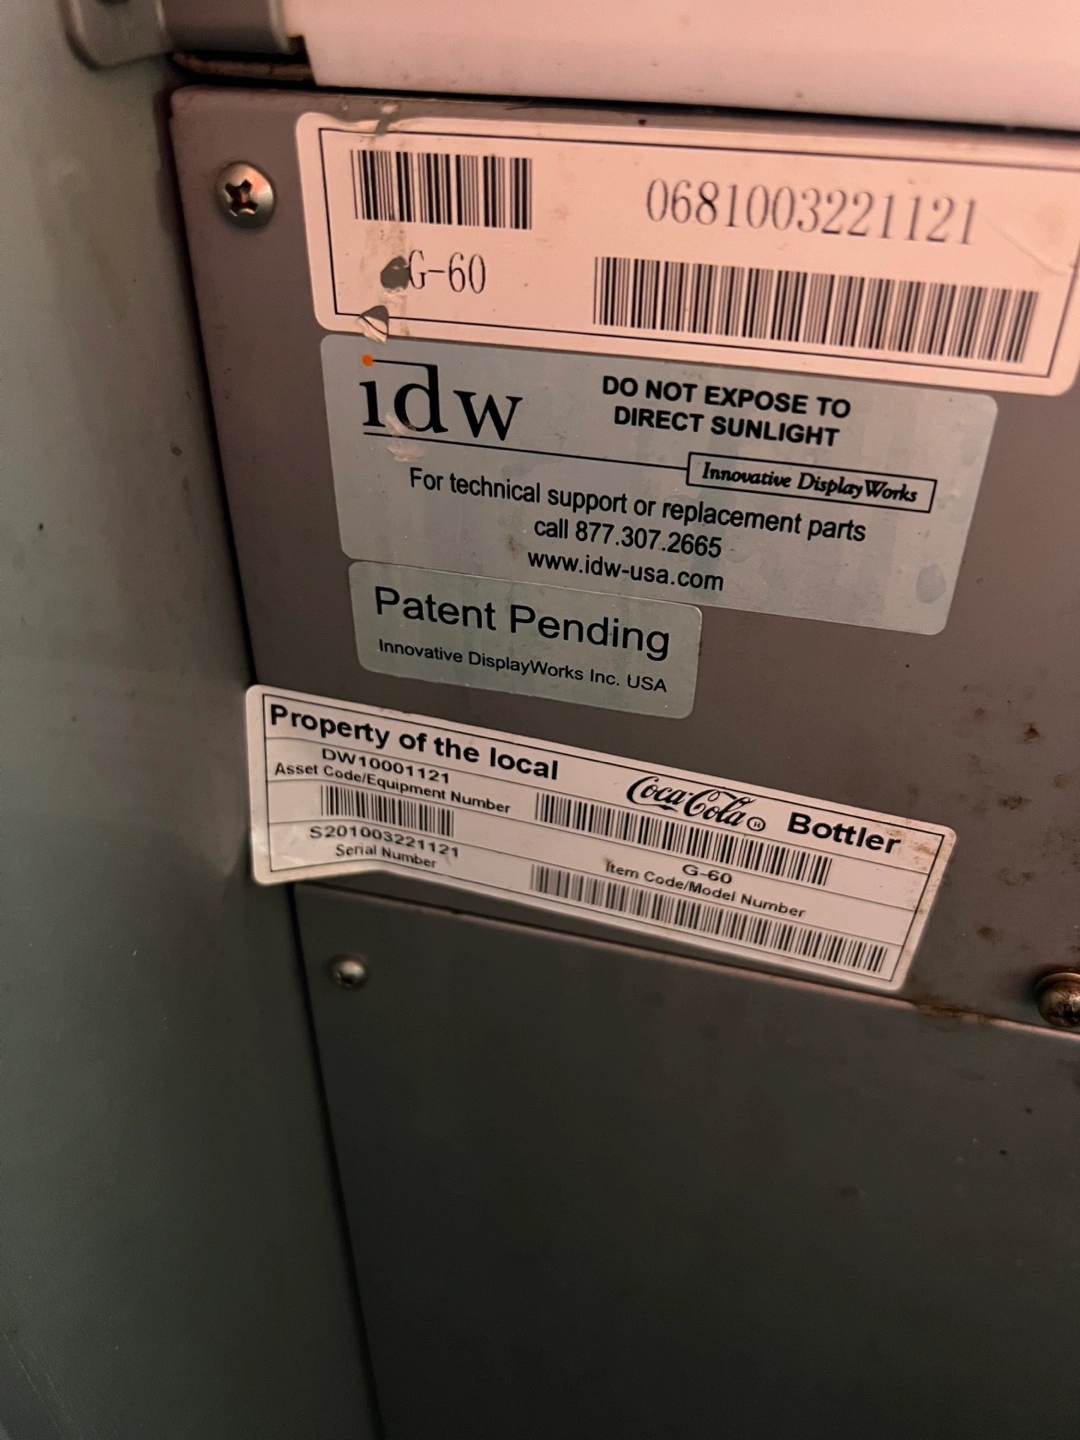 0681003221121
G-60
idw
DO NOT EXPOSE TO
DIRECT SUNLIGHT
Innovative DisplayWorks
For technical support or replacement parts
call 877.307.2665
www.idw-usa.com
Patent Pending
Innovative DisplayWorks Inc. USA
Property of the local Coca-Cola® Bottler
DW10001121
Asset Code/Equipment Number
S201003221121
Serial Number
G-60
Item Code/Model Number